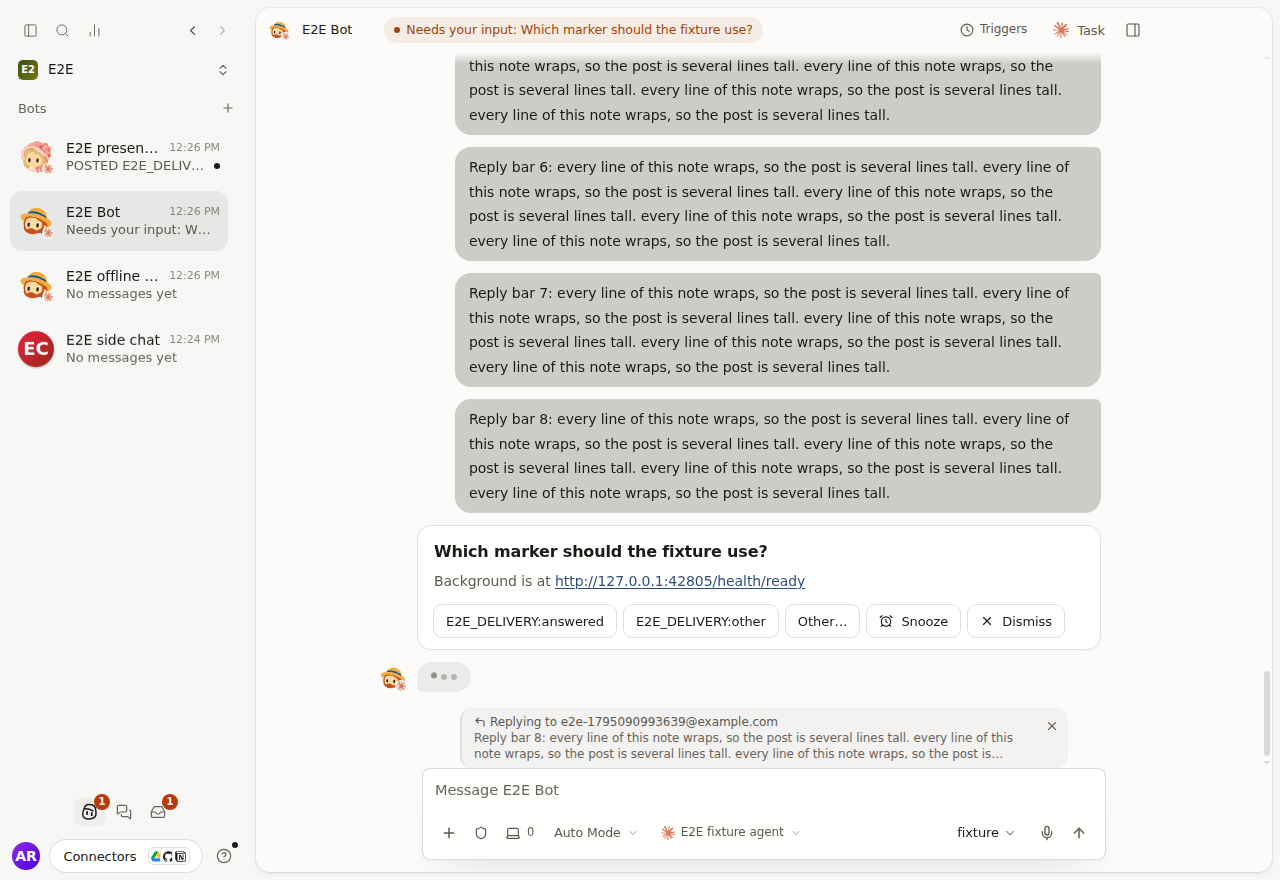 E2 E2E
Bots
E2E presen... 12:26 PM
POSTED E2E_DELIV...
E2E Bot 12:26 PM
Needs your input: W...
E2E offline ... 12:26 PM
No messages yet
EC E2E side chat 12:24 PM
No messages yet
1 1
AR Connectors
E2E Bot Needs your input: Which marker should the fixture use? Triggers Task
this note wraps, so the post is several lines tall. every line of this note wraps, so the
post is several lines tall. every line of this note wraps, so the post is several lines tall.
every line of this note wraps, so the post is several lines tall.
Reply bar 6: every line of this note wraps, so the post is several lines tall. every line of
this note wraps, so the post is several lines tall. every line of this note wraps, so the
post is several lines tall. every line of this note wraps, so the post is several lines tall.
every line of this note wraps, so the post is several lines tall.
Reply bar 7: every line of this note wraps, so the post is several lines tall. every line of
this note wraps, so the post is several lines tall. every line of this note wraps, so the
post is several lines tall. every line of this note wraps, so the post is several lines tall.
every line of this note wraps, so the post is several lines tall.
Reply bar 8: every line of this note wraps, so the post is several lines tall. every line of
this note wraps, so the post is several lines tall. every line of this note wraps, so the
post is several lines tall. every line of this note wraps, so the post is several lines tall.
every line of this note wraps, so the post is several lines tall.
Which marker should the fixture use?
Background is at http://127.0.0.1:42805/health/ready
E2E_DELIVERY:answered E2E_DELIVERY:other Other... Snooze Dismiss
Replying to e2e-1795090993639@example.com
Reply bar 8: every line of this note wraps, so the post is several lines tall. every line of this
note wraps, so the post is several lines tall. every line of this note wraps, so the post is...
Message E2E Bot
0 Auto Mode E2E fixture agent fixture